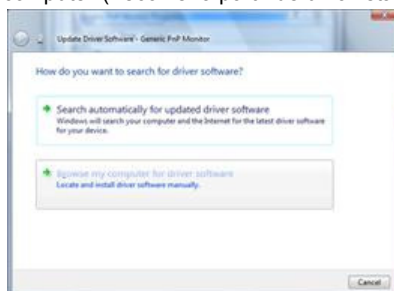 Update Driver Software - Generic PnP Monitor
How do you want to search for driver software?
Search automatically for updated driver software
Windows will search your computer and the Internet for the latest driver software
for your device.
Browse my computer for driver software
Locate and install driver software manually.
Cancel